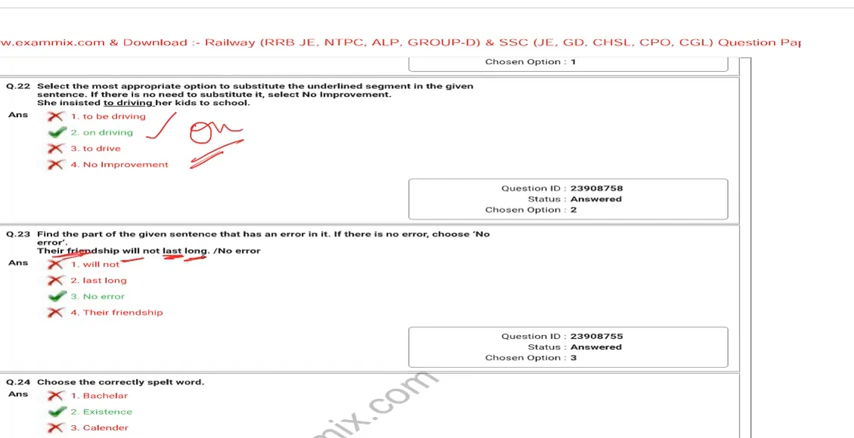 w.exammix.com & Download :- Railway (RRB JE, NTPC, ALP, GROUP-D) & SSC (JE, GD, CHSL, CPO, CGL) Question Pap
Chosen Option : 1
Q.22 Select the most appropriate option to substitute the underlined segment in the given
sentence. If there is no need to substitute it, select No Improvement.
She insisted to driving her kids to school.
Ans 1. to be driving
2. on driving
on
3. to drive
4. No Improvement
Question ID : 23908758
Status : Answered
Chosen Option : 2
Q.23 Find the part of the given sentence that has an error in it. If there is no error, choose 'No
error'.
Their friendship will not last long. /No error
Ans 1. will not
2. last long
3. No error
4. Their friendship
Question ID : 23908755
Status : Answered
Chosen Option : 3
Q.24 Choose the correctly spelt word.
Ans 1. Bachelar
2. Existence
3. Calender
mix.com